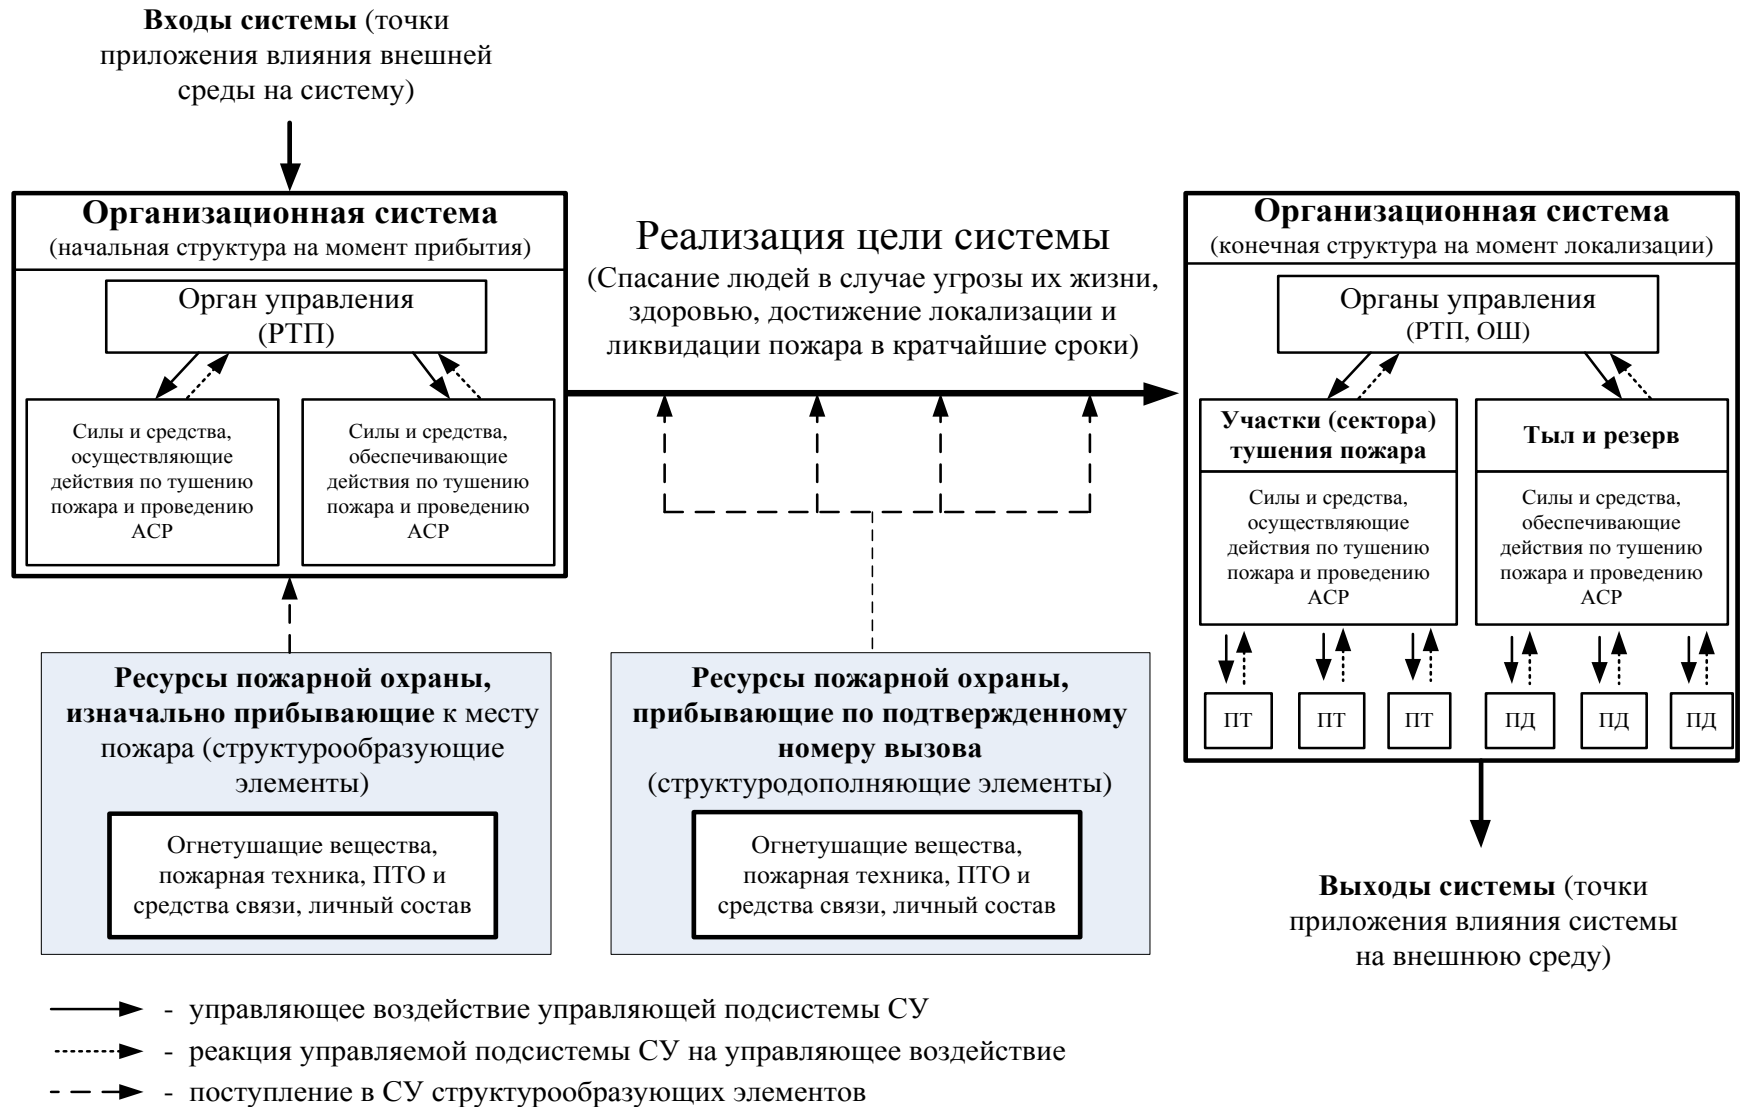 Входы системы (точки
приложения влияния внешней
среды на систему)
Организационная система
(начальная структура на момент прибытия)
Орган управления
(РТП)
Силы и средства,
осуществляющие
действия по тушению
пожара и проведению
АСР
Силы и средства,
обеспечивающие
действия по тушению
пожара и проведению
АСР
Реализация цели системы
(Спасание людей в случае угрозы их жизни,
здоровью, достижение локализации и
ликвидации пожара в кратчайшие сроки)
Организационная система
(конечная структура на момент локализации)
Органы управления
(РТП, ОШ)
Участки (сектора)
тушения пожара
Силы и средства,
осуществляющие
действия по тушению
пожара и проведению
АСР
Тыл и резерв
Силы и средства,
обеспечивающие
действия по тушению
пожара и проведению
АСР
ПТ
ПТ
ПТ
ПД
ПД
ПД
Ресурсы пожарной охраны,
изначально прибывающие к месту
пожара (структурообразующие
элементы)
Огнетушащие вещества,
пожарная техника, ПТО и
средства связи, личный состав
Ресурсы пожарной охраны,
прибывающие по подтвержденному
номеру вызова
(структуродополняющие элементы)
Огнетушащие вещества,
пожарная техника, ПТО и
средства связи, личный состав
Выходы системы (точки
приложения влияния системы
на внешнюю среду)
- управляющее воздействие управляющей подсистемы СУ
- реакция управляемой подсистемы СУ на управляющее воздействие
- поступление в СУ структурообразующих элементов